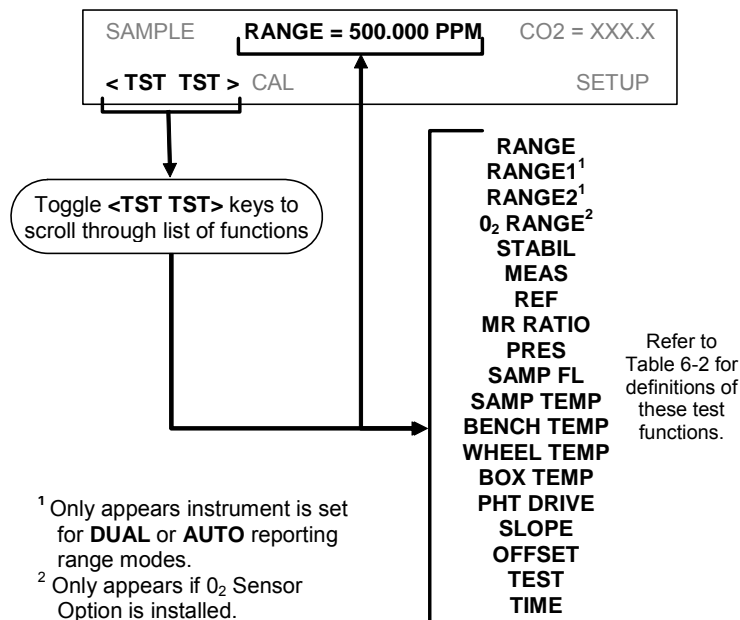 SAMPLE RANGE = 500.000 PPM CO2 = XXX.X
< TST TST > CAL SETUP
Toggle <TST TST> keys to
scroll through list of functions
RANGE
RANGE1¹
RANGE2¹
0₂ RANGE²
STABIL
MEAS
REF
MR RATIO
PRES
SAMP FL
SAMP TEMP
BENCH TEMP
WHEEL TEMP
BOX TEMP
PHT DRIVE
SLOPE
OFFSET
TEST
TIME
Refer to
Table 6-2 for
definitions of
these test
functions.
¹ Only appears instrument is set
for DUAL or AUTO reporting
range modes.
² Only appears if 0₂ Sensor
Option is installed.